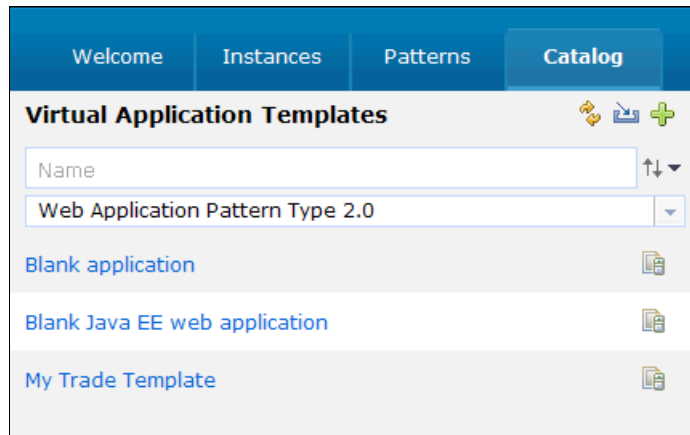 Welcome Instances Patterns Catalog
Virtual Application Templates
Name
Web Application Pattern Type 2.0
Blank application
Blank Java EE web application
My Trade Template